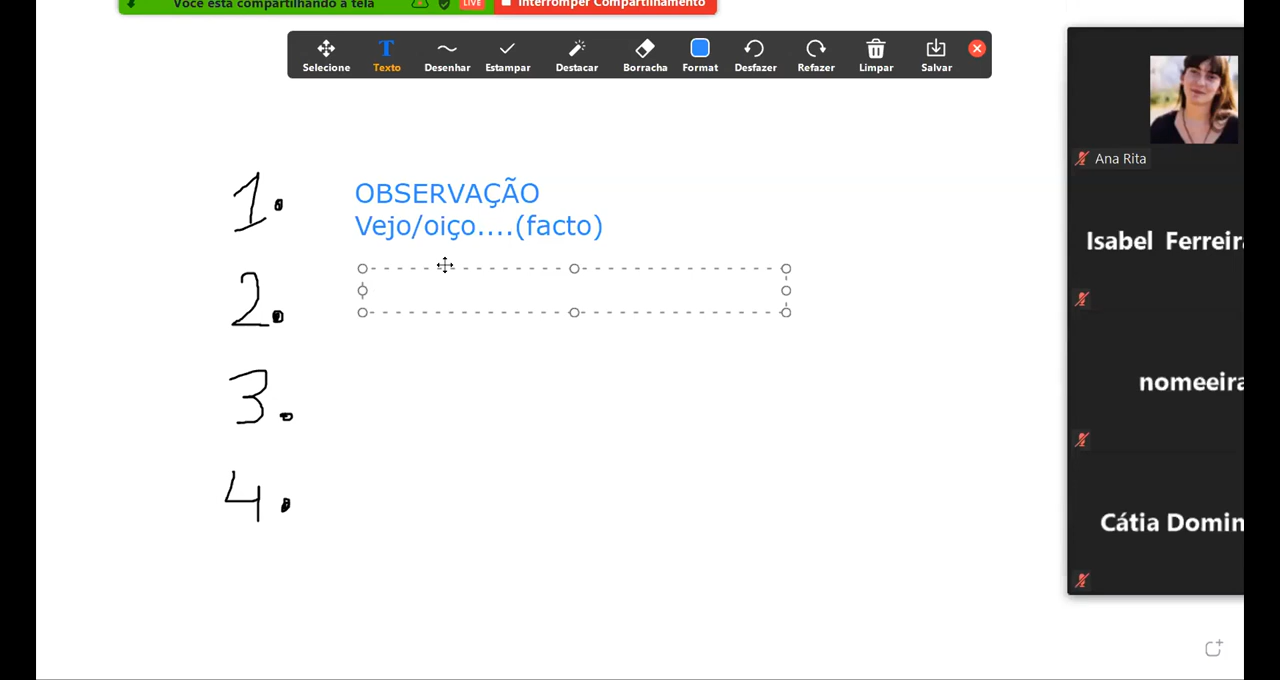 Você está compartilhando a tela
LIVE
Interromper Compartilhamento
Selecione
Texto
Desenhar
Estampar
Destacar
Borracha
Format
Desfazer
Refazer
Limpar
Salvar
Ana Rita
1. OBSERVAÇÃO
Vejo/oiço....(facto)
Isabel Ferreir
2.
3.
nomeeira
4.
Cátia Domin